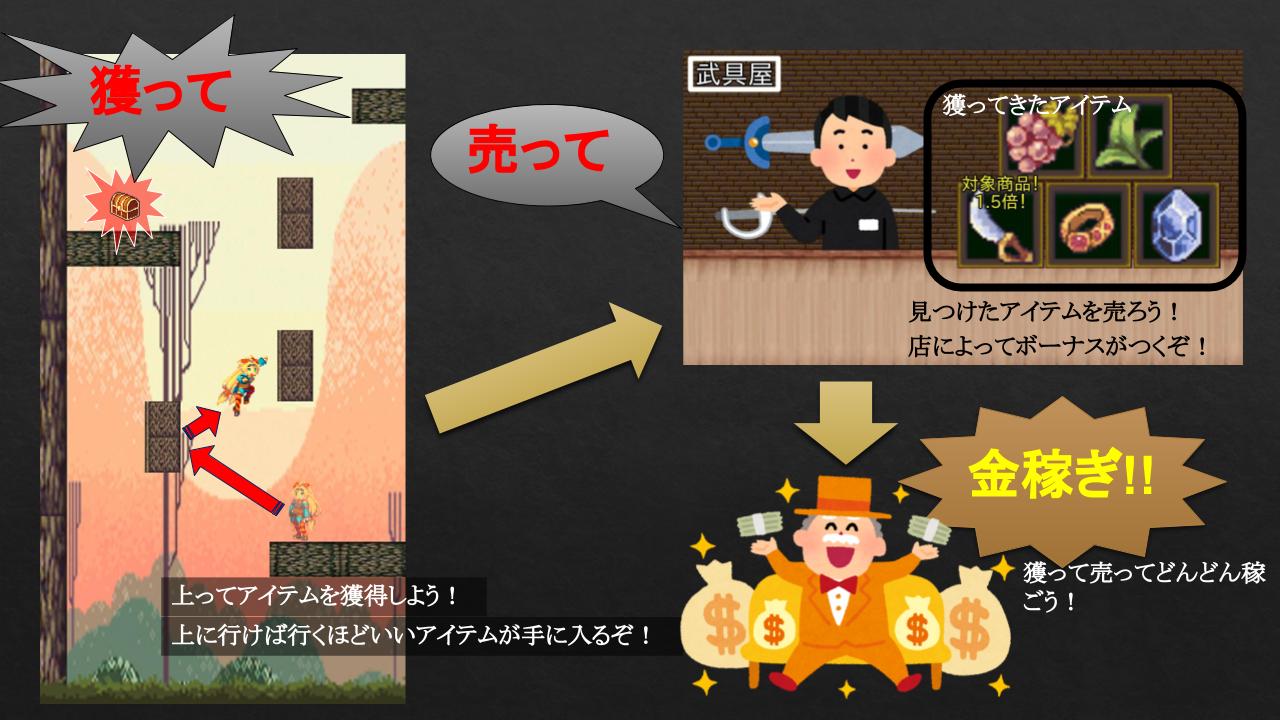 獲って
上ってアイテムを獲得しよう！
上に行けば行くほどいいアイテムが手に入るぞ！
売って
武具屋
獲ってきたアイテム
対象商品！
1.5倍！
見つけたアイテムを売ろう！
店によってボーナスがつくぞ！
金稼ぎ!!
獲って売ってどんどん稼
ごう！
$
$
$
$